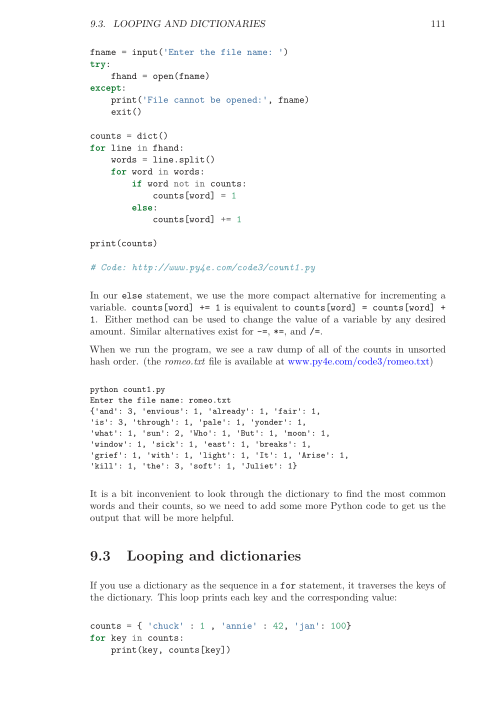 9.3. LOOPING AND DICTIONARIES 111
fname = input('Enter the file name: ')
try:
    fhand = open(fname)
except:
    print('File cannot be opened:', fname)
    exit()
counts = dict()
for line in fhand:
    words = line.split()
    for word in words:
        if word not in counts:
            counts[word] = 1
        else:
            counts[word] += 1
print(counts)
# Code: http://www.py4e.com/code3/count1.py
In our else statement, we use the more compact alternative for incrementing a
variable. counts[word] += 1 is equivalent to counts[word] = counts[word] +
1. Either method can be used to change the value of a variable by any desired
amount. Similar alternatives exist for -=, *=, and /=.
When we run the program, we see a raw dump of all of the counts in unsorted
hash order. (the romeo.txt file is available at www.py4e.com/code3/romeo.txt)
python count1.py
Enter the file name: romeo.txt
{'and': 3, 'envious': 1, 'already': 1, 'fair': 1,
'is': 3, 'through': 1, 'pale': 1, 'yonder': 1,
'what': 1, 'sun': 2, 'Who': 1, 'But': 1, 'moon': 1,
'window': 1, 'sick': 1, 'east': 1, 'breaks': 1,
'grief': 1, 'with': 1, 'light': 1, 'It': 1, 'Arise': 1,
'kill': 1, 'the': 3, 'soft': 1, 'Juliet': 1}
It is a bit inconvenient to look through the dictionary to find the most common
words and their counts, so we need to add some more Python code to get us the
output that will be more helpful.
9.3 Looping and dictionaries
If you use a dictionary as the sequence in a for statement, it traverses the keys of
the dictionary. This loop prints each key and the corresponding value:
counts = { 'chuck' : 1 , 'annie' : 42, 'jan': 100}
for key in counts:
    print(key, counts[key])